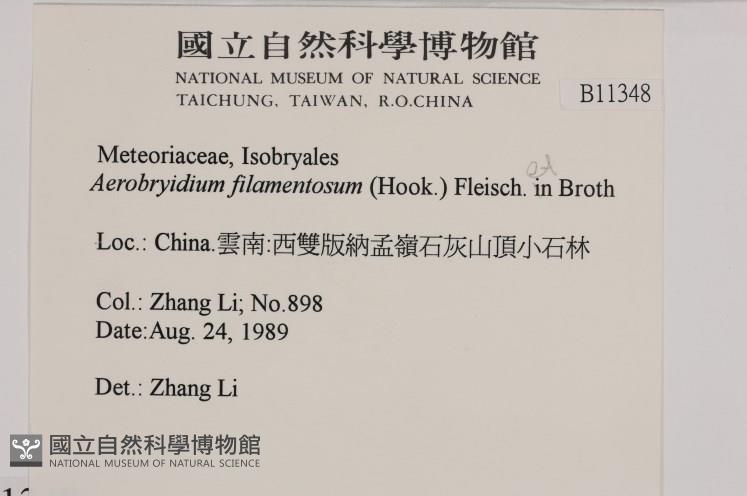 國立自然科學博物館
NATIONAL MUSEUM OF NATURAL SCIENCE
TAICHUNG, TAIWAN, R.O.CHINA
B11348
Meteoriaceae, Isobryales
Aerobryidium filamentosum (Hook.) Fleisch. in Broth
Loc.: China.雲南:西雙版納孟嶺石灰山頂小石林
Col.: Zhang Li; No.898
Date:Aug. 24, 1989
Det.: Zhang Li
國立自然科學博物館
NATIONAL MUSEUM OF NATURAL SCIENCE